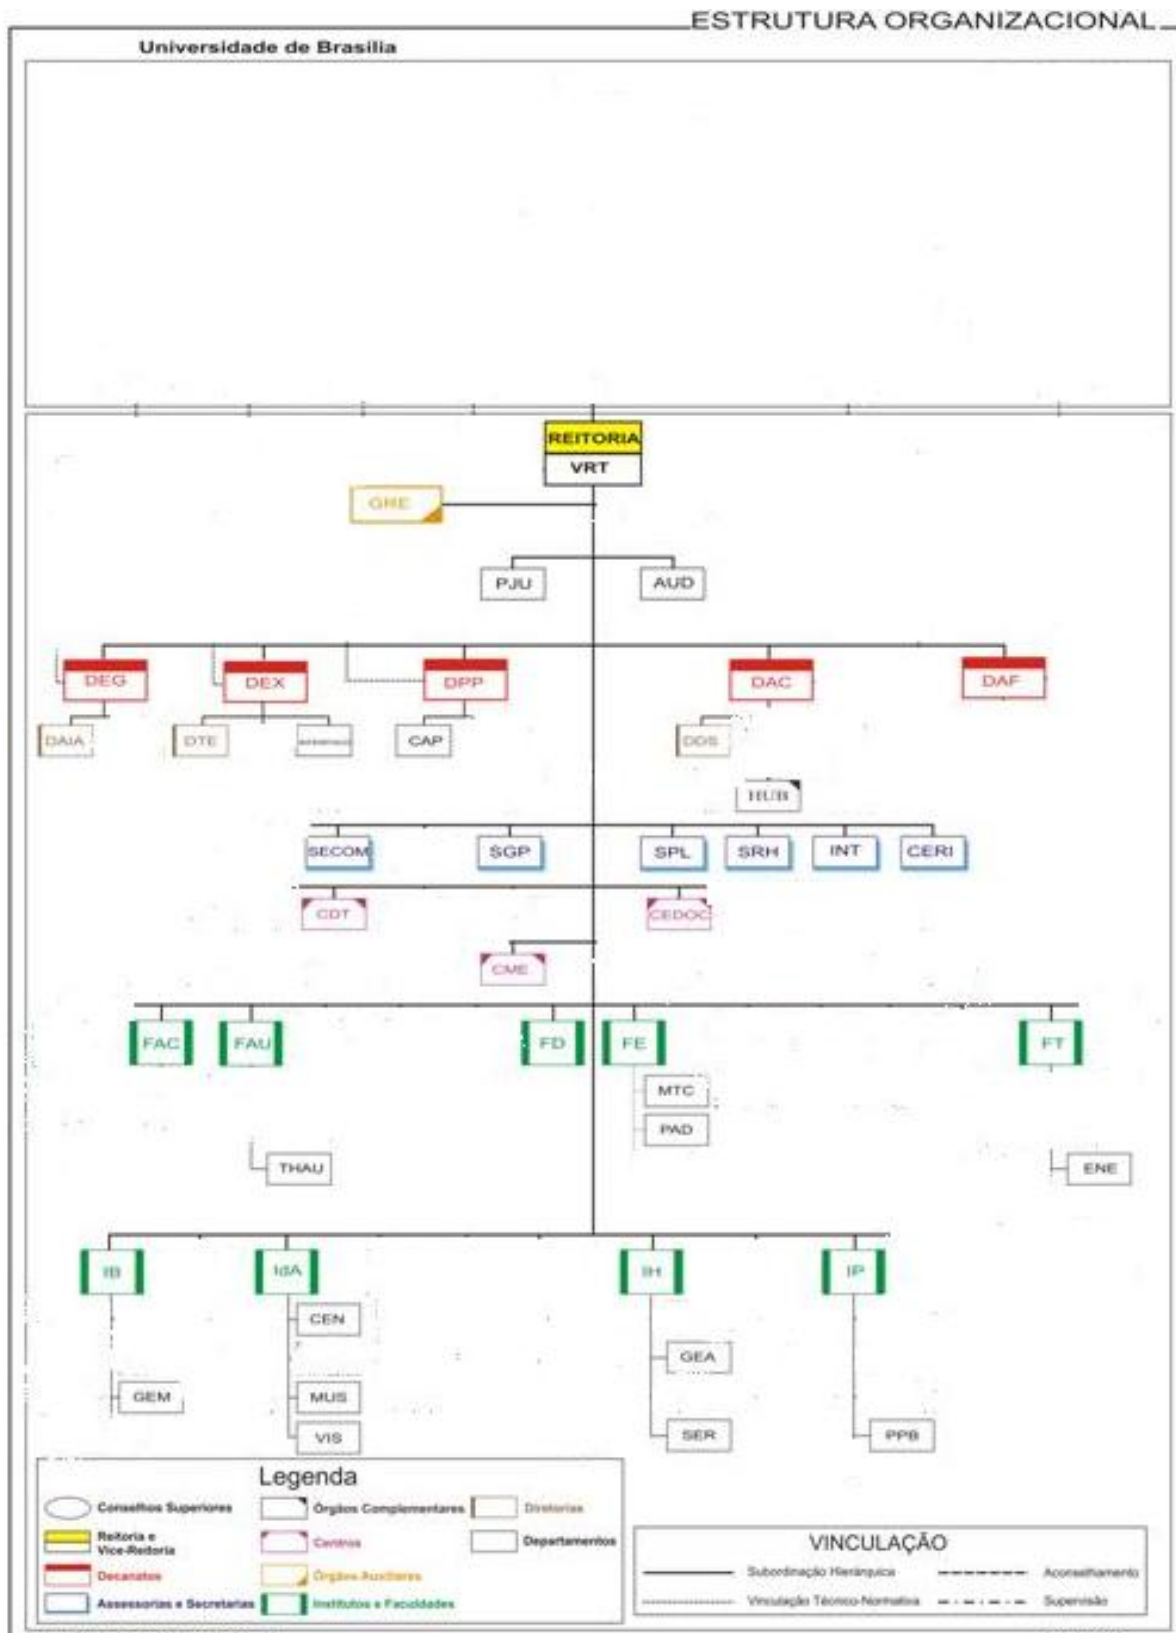 ESTRUTURA ORGANIZACIONAL
Universidade de Brasília
REITORIA
VRT
GRE
PJU AUD
DEG DEX DPP DAC DAF
DAIA DTE CAP DDS
HUB
SECOM SGP SPL SRH INT CERI
CDT CEDOC
CME
FAC FAU FD FE FT
MTC
PAD
THAU ENE
IB IdA IH IP
CEN
GEA
GEM MUS
VIS SER PPB
Legenda
Conselhos Superiores Órgãos Complementares Diretorias
Reitoria e
Vice-Reitoria Centros Departamentos
Decanatos Órgãos Auxiliares
Assessorias e Secretarias Institutos e Faculdades
VINCULAÇÃO
Subordinação Hierárquica Aconselhamento
Vinculação Técnico-Normativa Supervisão